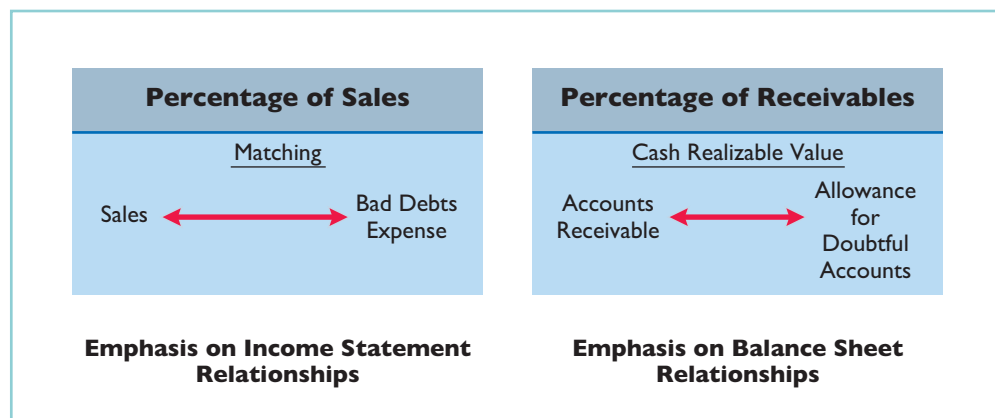 Percentage of Sales
Matching
Sales
Bad Debts
Expense
Emphasis on Income Statement
Relationships
Percentage of Receivables
Cash Realizable Value
Accounts
Receivable
Allowance
for
Doubtful
Accounts
Emphasis on Balance Sheet
Relationships